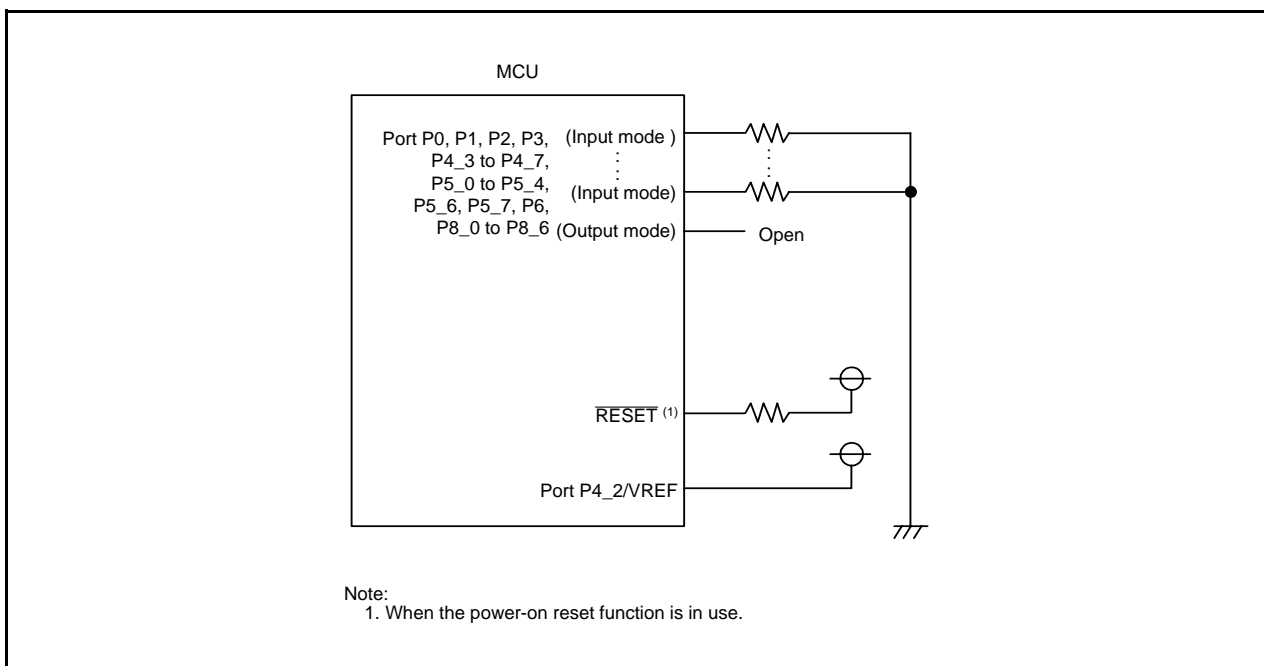 MCU
Port P0, P1, P2, P3, (Input mode )
P4_3 to P4_7,
P5_0 to P5_4, (Input mode)
P5_6, P5_7, P6,
P8_0 to P8_6 (Output mode) Open
RESET (1)
Port P4_2/VREF
Note:
1. When the power-on reset function is in use.